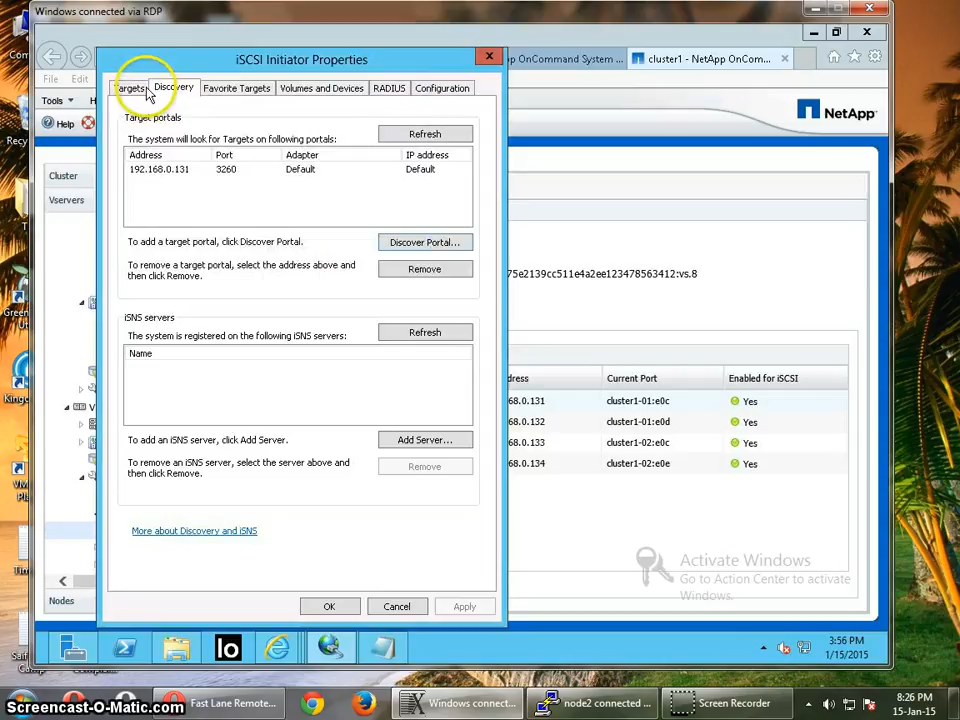 Windows connected via RDP
iSCSI Initiator Properties
OnCommand System ...
cluster1 - NetApp OnCom...
File Edit
Tools
Targets Discovery Favorite Targets Volumes and Devices RADIUS Configuration
Help
NetApp
Target portals
The system will look for Targets on following portals:
Refresh
Address Port Adapter IP address
192.168.0.131 3260 Default Default
Cluster
Vservers
To add a target portal, click Discover Portal.
Discover Portal...
To remove a target portal, select the address above and then click Remove.
Remove
75e2139cc511e4a2ee123478563412:vs.8
iSNS servers
The system is registered on the following iSNS servers:
Refresh
Name
dress Current Port Enabled for iSCSI
68.0.131 cluster1-01:e0c Yes
68.0.132 cluster1-01:e0d Yes
68.0.133 cluster1-02:e0c Yes
68.0.134 cluster1-02:e0e Yes
To add an iSNS server, click Add Server.
Add Server...
To remove an iSNS server, select the server above and then click Remove.
Remove
More about Discovery and iSNS
Activate Windows
Go to Action Center to activate
Windows.
Nodes
OK Cancel Apply
3:56 PM
1/15/2015
Fast Lane Remote...
Windows connect...
node2 connected ...
Screen Recorder
8:26 PM
15-Jan-15
Screencast-O-Matic.com